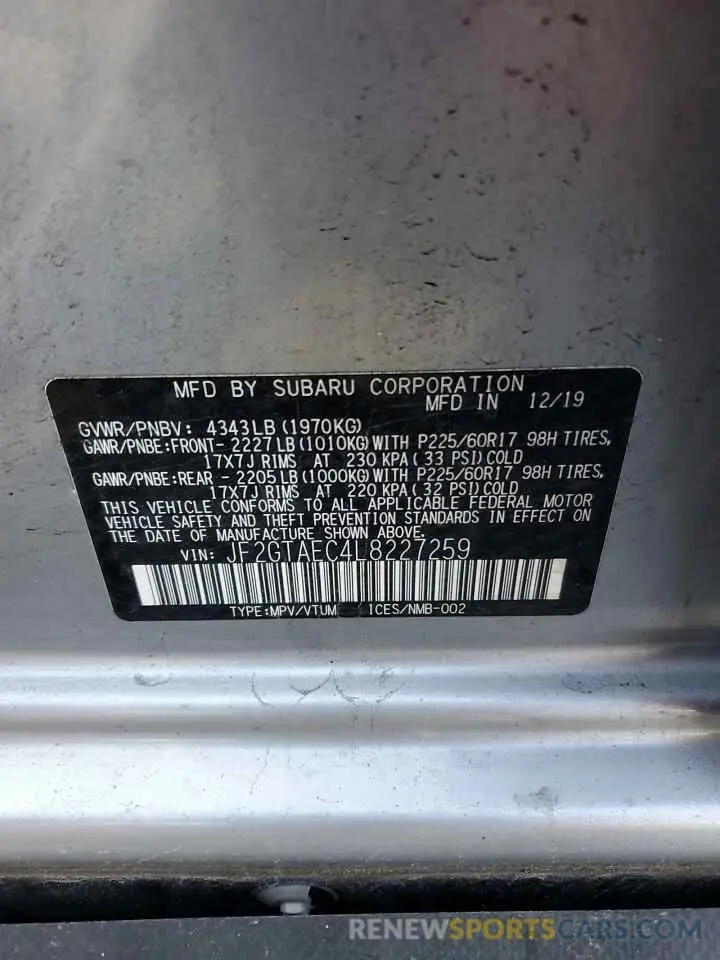 MFD BY SUBARU CORPORATION
MFD IN 12/19
GVWR/PNBV: 4343LB(1970KG)
GAWR/PNBE:FRONT-2227LB(1010KG)WITH P225/60R17 98H TIRES,
17X7J RIMS AT 230 KPA(33 PSI)COLD
GAWR/PNBE:REAR -2205LB(1000KG)WITH P225/60R17 98H TIRES,
17X7J RIMS AT 220 KPA(32 PSI)COLD
THIS VEHICLE CONFORMS TO ALL APPLICABLE FEDERAL MOTOR
VEHICLE SAFETY AND THEFT PREVENTION STANDARDS IN EFFECT ON
THE DATE OF MANUFACTURE SHOWN ABOVE.
VIN: JF2GTAEC4L8227259
TYPE:MPV/VTUM ICES/NMB-002
RENEWSCARS.COM